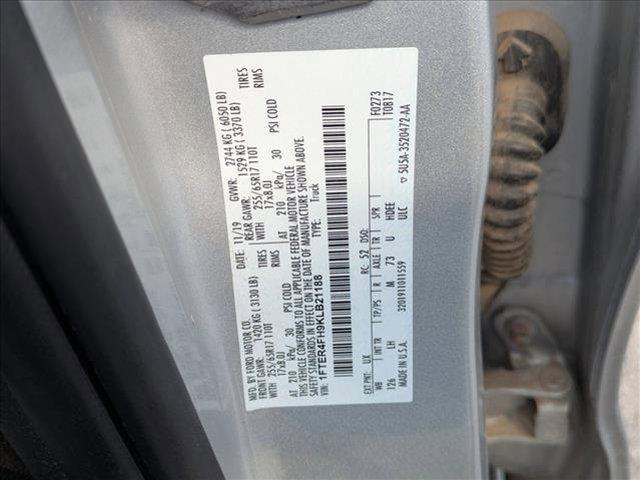 MFD. BY FORD MOTOR CO.
DATE: 11/19
GVWR: 2744 KG ( 6050 LB)
FRONT GAWR:
1420 KG ( 3130 LB)
REAR GAWR:
1529 KG ( 3370 LB)
WITH
255/65R17 110T
TIRES
WITH
255/65R17 110T
TIRES
17x8.0J
RIMS
17x8.0J
RIMS
AT 210 kPa/ 30 PSI COLD
AT 210 kPa/ 30 PSI COLD
THIS VEHICLE CONFORMS TO ALL APPLICABLE FEDERAL MOTOR VEHICLE
SAFETY STANDARDS IN EFFECT ON THE DATE OF MANUFACTURE SHOWN ABOVE.
VIN: 1FTER4FH9KLB21188
TYPE: Truck
F0273
T0817
EXT PNT: UX
RC: 52 DSO:
WB INT TR TP/PS R AXLE TR SPR
126 LH M 73 U HDEE
MADE IN U.S.A. 3201911011559 ULC
5U5A-3520472-AA